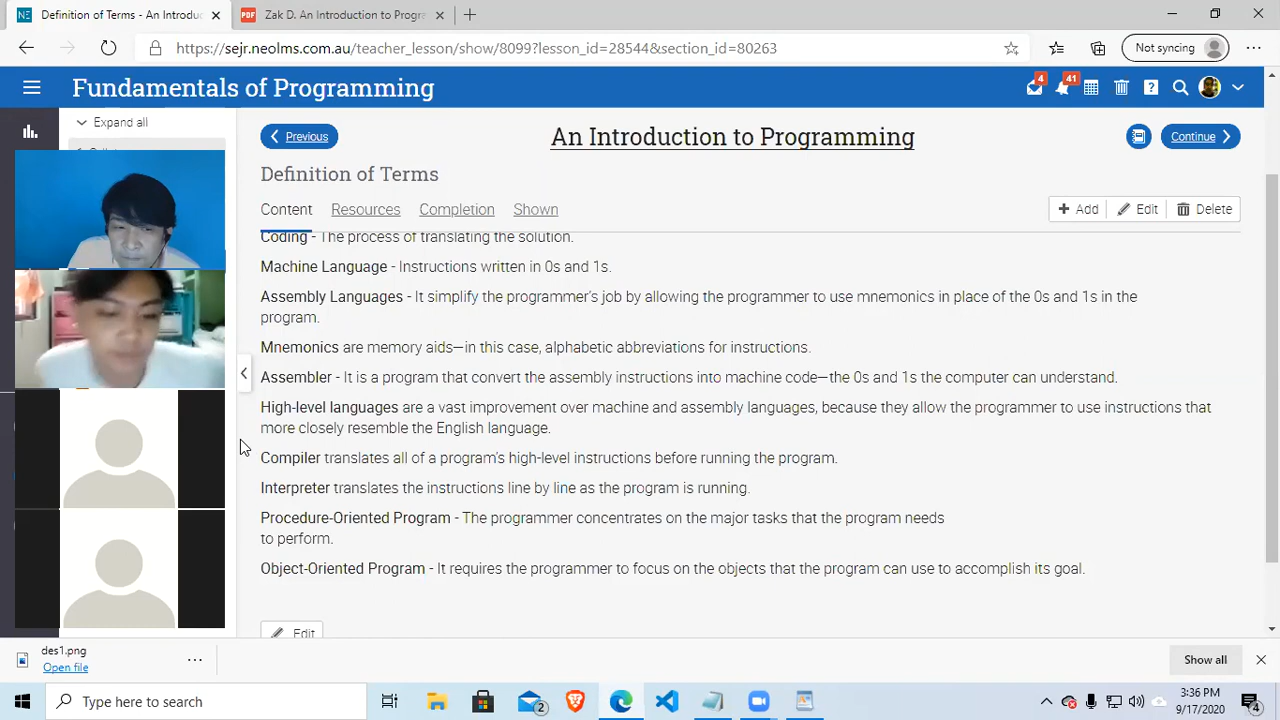 Definition of Terms - An Introduc
Zak D. An Introduction to Progra
https://sejr.neolms.com.au/teacher_lesson/show/8099?lesson_id=28544&section_id=80263
Not syncing
Fundamentals of Programming
4
41
Expand all
Previous
An Introduction to Programming
Continue
Definition of Terms
Content
Resources
Completion
Shown
Add
Edit
Delete
Coding - The process of translating the solution.
Machine Language - Instructions written in 0s and 1s.
Assembly Languages - It simplify the programmer's job by allowing the programmer to use mnemonics in place of the 0s and 1s in the
program.
Mnemonics are memory aids—in this case, alphabetic abbreviations for instructions.
Assembler - It is a program that convert the assembly instructions into machine code—the 0s and 1s the computer can understand.
High-level languages are a vast improvement over machine and assembly languages, because they allow the programmer to use instructions that
more closely resemble the English language.
Compiler translates all of a program's high-level instructions before running the program.
Interpreter translates the instructions line by line as the program is running.
Procedure-Oriented Program - The programmer concentrates on the major tasks that the program needs
to perform.
Object-Oriented Program - It requires the programmer to focus on the objects that the program can use to accomplish its goal.
Edit
des1.png
Open file
Show all
Type here to search
2
3:36 PM
9/17/2020
4